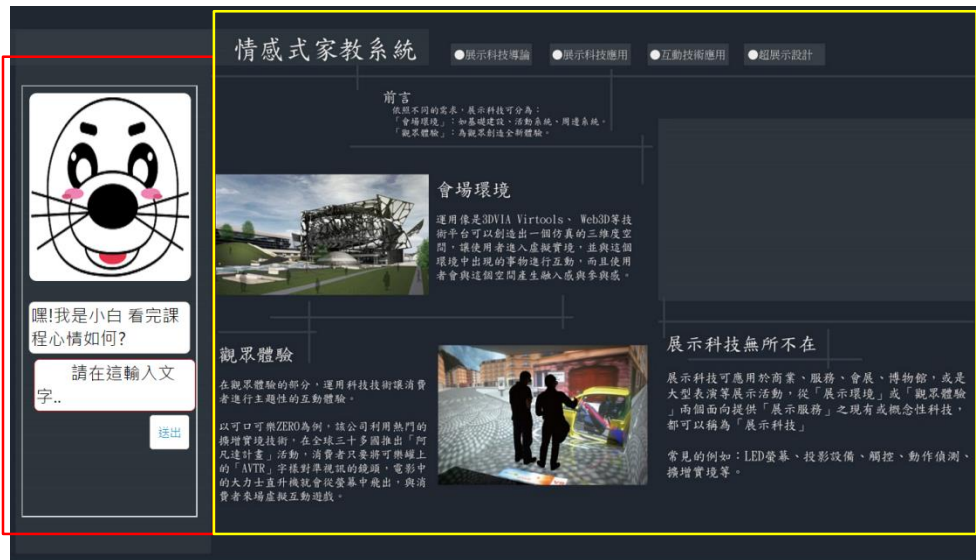 情感式家教系統
●展示科技導論 ●展示科技應用 ●互動技術應用 ●超展示設計
前言
依照不同的需求，展示科技可分為：
「會場環境」：如基礎建設、活動系統、周邊系統。
「觀眾體驗」：為觀眾創造全新體驗。
會場環境
運用像是3DVIA Virtools、 Web3D等技
術平台可以創造出一個仿真的三維度空
間，讓使用者進入虛擬實境，並與這個
環境中出現的事物進行互動，而且使用
者會與這個空間產生融入感與參與感。
嘿!我是小白 看完課
程心情如何?
請在這輸入文
字..
送出
觀眾體驗
在觀眾體驗的部分，運用科技技術讓消費
者進行主題性的互動體驗。
以可口可樂ZERO為例，該公司利用熱門的
擴增實境技術，在全球三十多國推出「阿
凡達計畫」活動，消費者只要將可樂罐上
的「AVTR」字樣對準視訊的鏡頭，電影中
的大力士直升機就會從螢幕中飛出，與消
費者來場虛擬互動遊戲。
展示科技無所不在
展示科技可應用於商業、服務、會展、博物館，或是
大型表演等展示活動，從「展示環境」或「觀眾體驗
」兩個面向提供「展示服務」之現有或概念性科技，
都可以稱為「展示科技」
常見的例如：LED螢幕、投影設備、觸控、動作偵測、
擴增實境等。